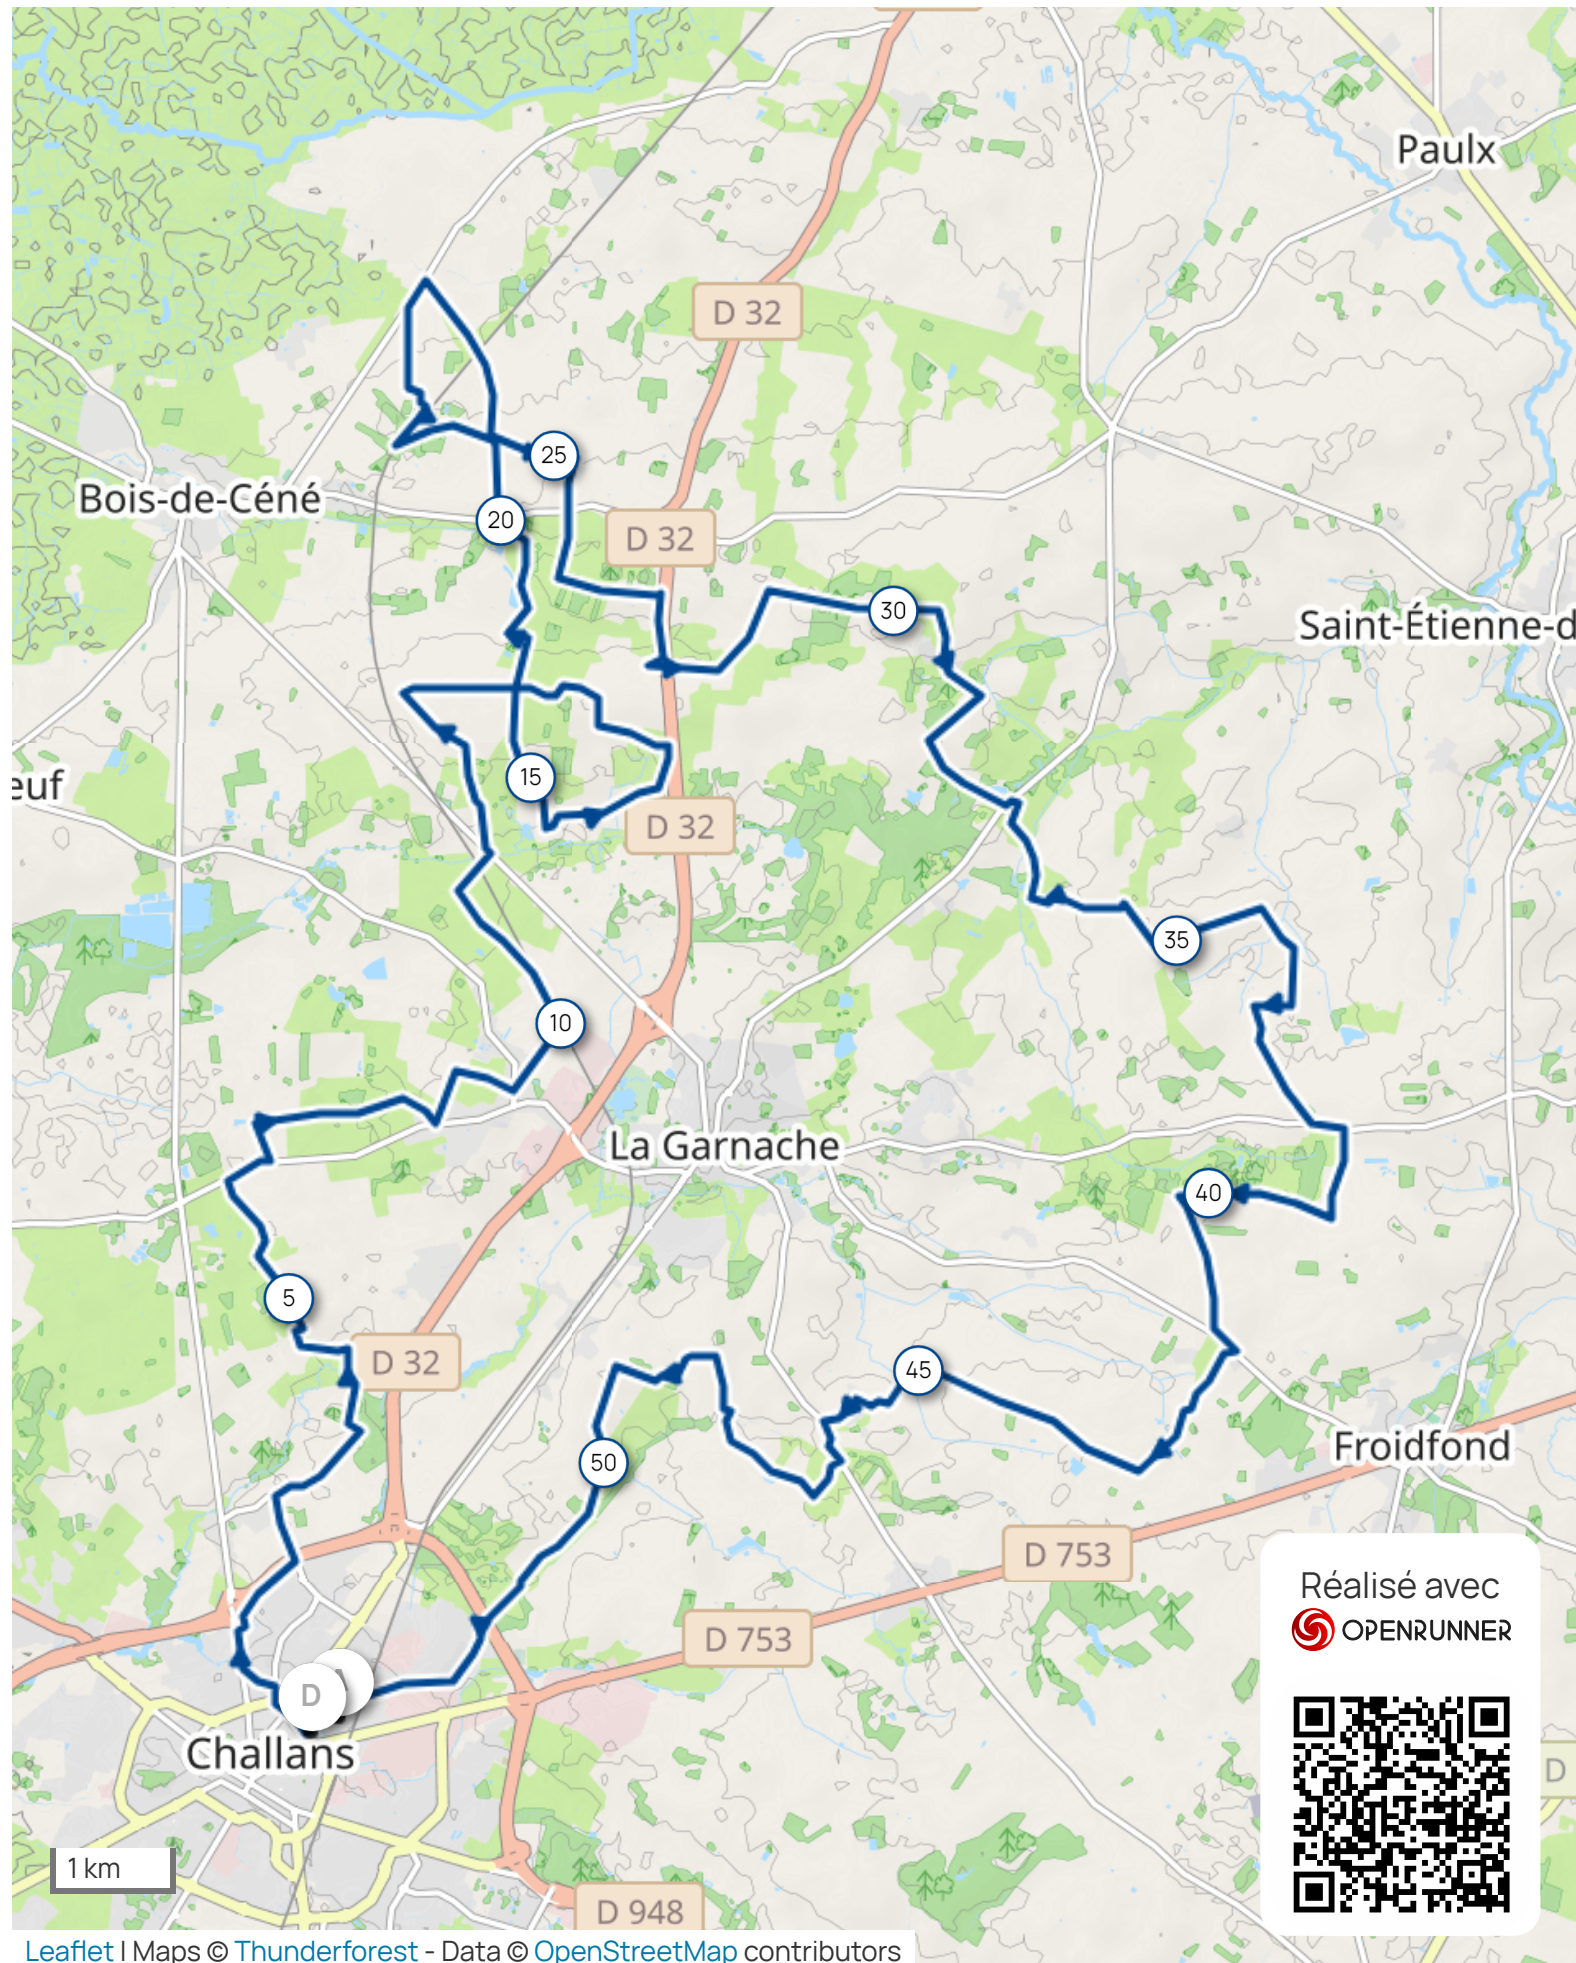 Paulx
D 32
25
Bois-de-Céné
20
D 32
30
Saint-Étienne-d
15
euf
D 32
35
10
La Garnache
40
5
D 32
45
50
Froidfond
D 753
Réalisé avec
OPENRUNNER
D 753
D
Challans
D
1 km
D 948
Leaflet | Maps © Thunderforest - Data © OpenStreetMap contributors